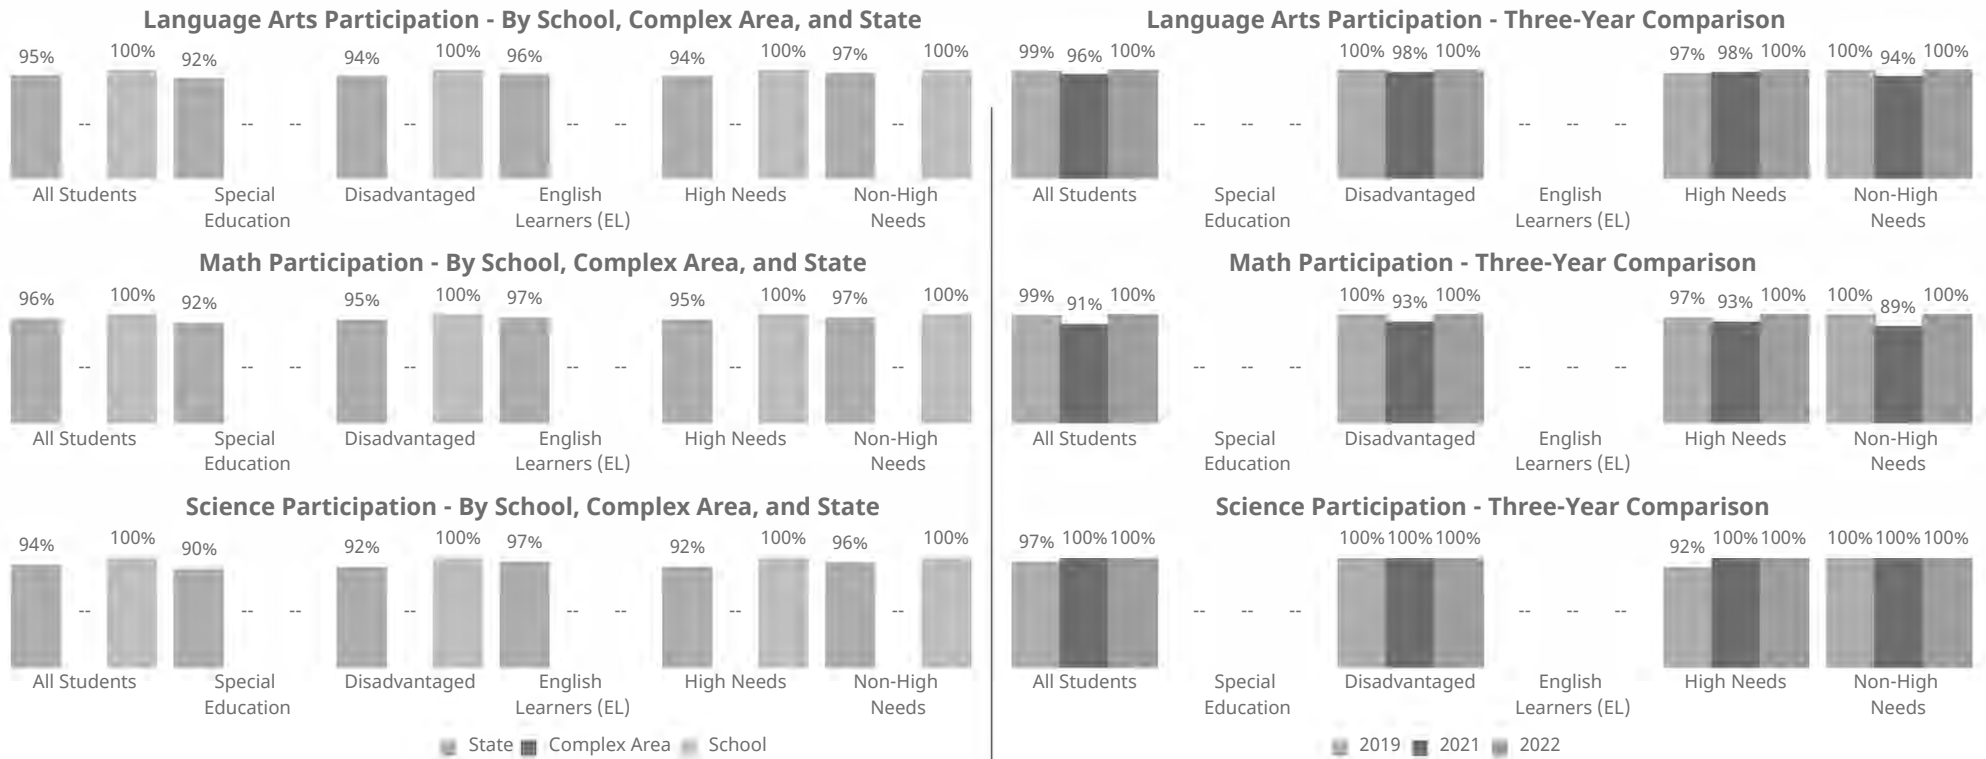 Language Arts Participation - By School, Complex Area, and State
95% -- 100% 92% -- -- 94% -- 100% 96% -- -- 94% -- 100% 97% -- 100%
All Students Special Education Disadvantaged English Learners (EL) High Needs Non-High Needs
Math Participation - By School, Complex Area, and State
96% -- 100% 92% -- -- 95% -- 100% 97% -- -- 95% -- 100% 97% -- 100%
All Students Special Education Disadvantaged English Learners (EL) High Needs Non-High Needs
Science Participation - By School, Complex Area, and State
94% -- 100% 90% -- -- 92% -- 100% 97% -- -- 92% -- 100% 96% -- 100%
All Students Special Education Disadvantaged English Learners (EL) High Needs Non-High Needs
State Complex Area School
Language Arts Participation - Three-Year Comparison
99% 96% 100% -- -- -- 100% 98% 100% -- -- -- 97% 98% 100% 100% 94% 100%
All Students Special Education Disadvantaged English Learners (EL) High Needs Non-High Needs
Math Participation - Three-Year Comparison
99% 91% 100% -- -- -- 100% 93% 100% -- -- -- 97% 93% 100% 100% 89% 100%
All Students Special Education Disadvantaged English Learners (EL) High Needs Non-High Needs
Science Participation - Three-Year Comparison
97% 100% 100% -- -- -- 100% 100% 100% -- -- -- 92% 100% 100% 100% 100% 100%
All Students Special Education Disadvantaged English Learners (EL) High Needs Non-High Needs
2019 2021 2022